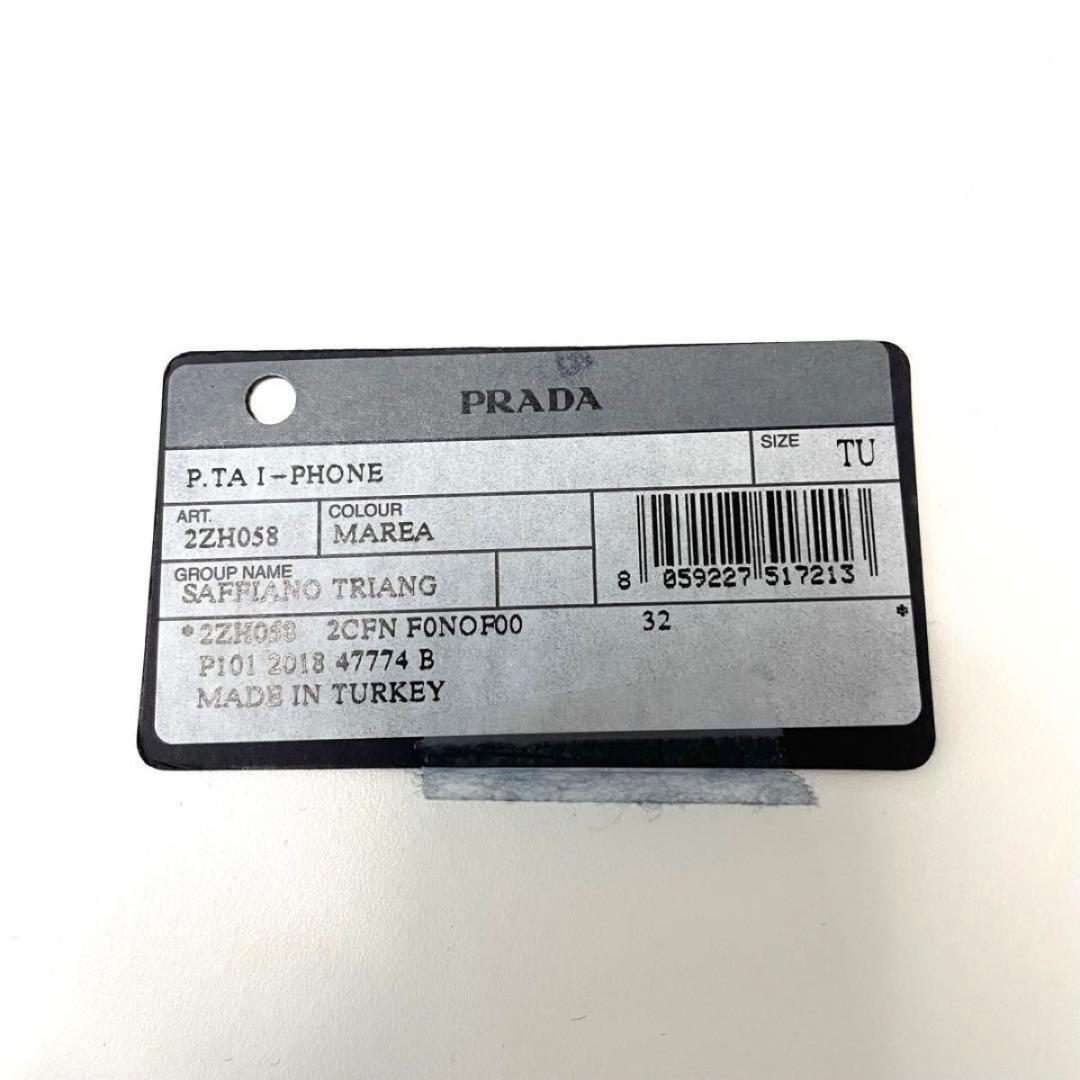 PRADA
P.TA I-PHONE
SIZE TU
ART. 2ZH058
COLOUR MAREA
GROUP NAME
SAFFIANO TRIANG
8 059227 517213
*2ZH058 2CFN F0NOF00 32 *
P101 2018 47774 B
MADE IN TURKEY